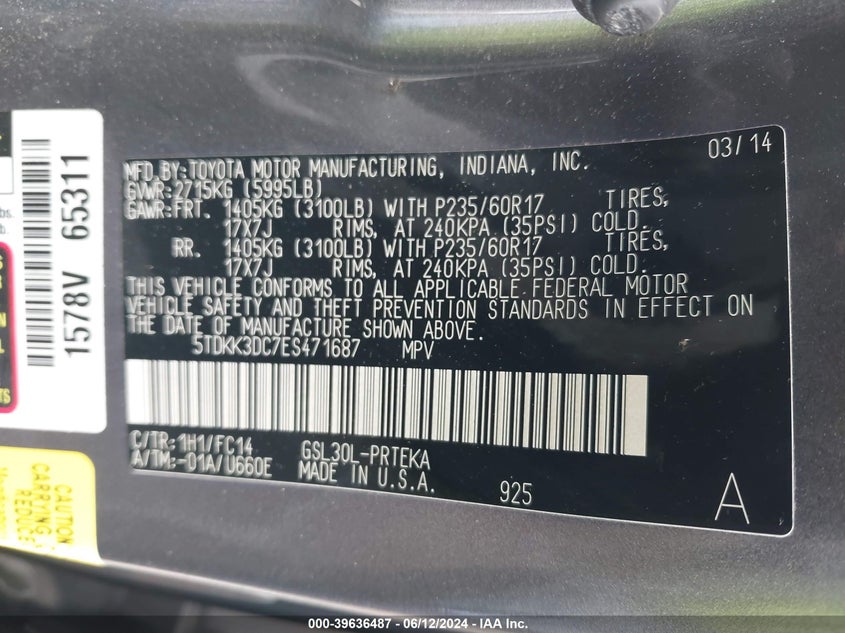 03/14
MFD.BY:TOYOTA MOTOR MANUFACTURING, INDIANA, INC.
GVWR:2715KG (5995LB)
GAWR:FRT. 1405KG (3100LB) WITH P235/60R17 TIRES,
17X7J RIMS, AT 240KPA (35PSI) COLD.
RR. 1405KG (3100LB) WITH P235/60R17 TIRES,
17X7J RIMS, AT 240KPA (35PSI) COLD.
THIS VEHICLE CONFORMS TO ALL APPLICABLE FEDERAL MOTOR
VEHICLE SAFETY AND THEFT PREVENTION STANDARDS IN EFFECT ON
THE DATE OF MANUFACTURE SHOWN ABOVE.
5TDKK3DC7ES471687 MPV
C/TR:1H1/FC14 GSL30L-PRTEKA
A/TM:-01A/U660E MADE IN U.S.A.
925
A
1578V 65311
CAUTION
CARRYING
REDUCE
000-39636487 - 06/12/2024 - IAA Inc.